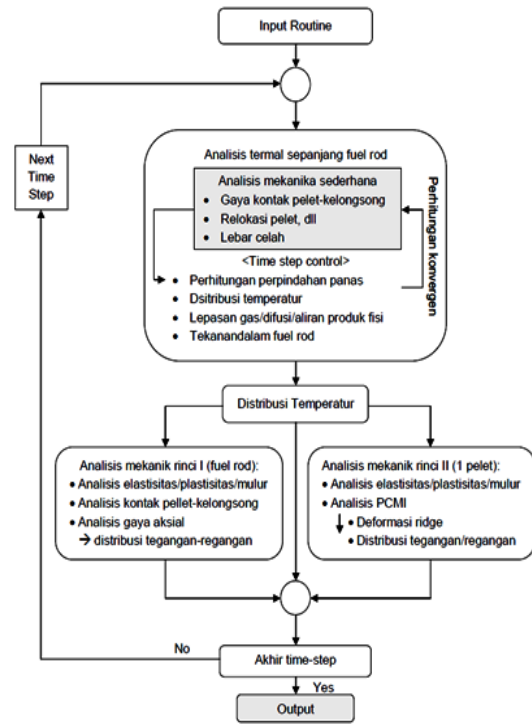 Input Routine
Next
Time
Step
Analisis termal sepanjang fuel rod
Analisis mekanika sederhana
• Gaya kontak pelet-kelongsong
• Relokasi pelet, dll
• Lebar celah
Perhitungan konvergen
<Time step control>
• Perhitungan perpindahan panas
• Dsitribusi temperatur
• Lepasan gas/difusi/aliran produk fisi
• Tekanandalam fuel rod
Distribusi Temperatur
Analisis mekanik rinci I (fuel rod):
• Analisis elastisitas/plastisitas/mulur
• Analisis kontak pellet-kelongsong
• Analisis gaya aksial
→ distribusi tegangan-regangan
Analisis mekanik rinci II (1 pelet):
• Analisis elastisitas/plastisitas/mulur
• Analisis PCMI
• Deformasi ridge
• Distribusi tegangan/regangan
No
Akhir time-step
Yes
Output